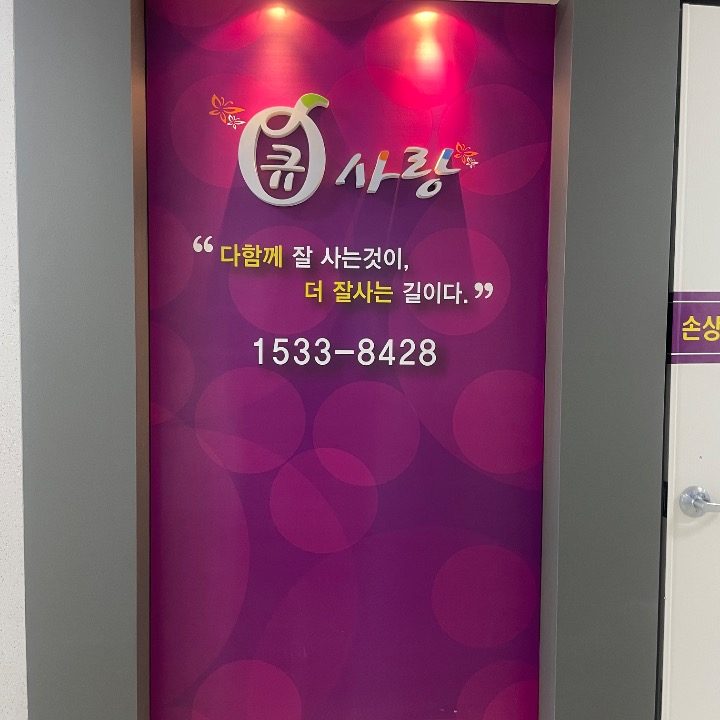 큐 사랑
“ 다함께 잘 사는것이,
더 잘사는 길이다. ”
1533-8428
손상